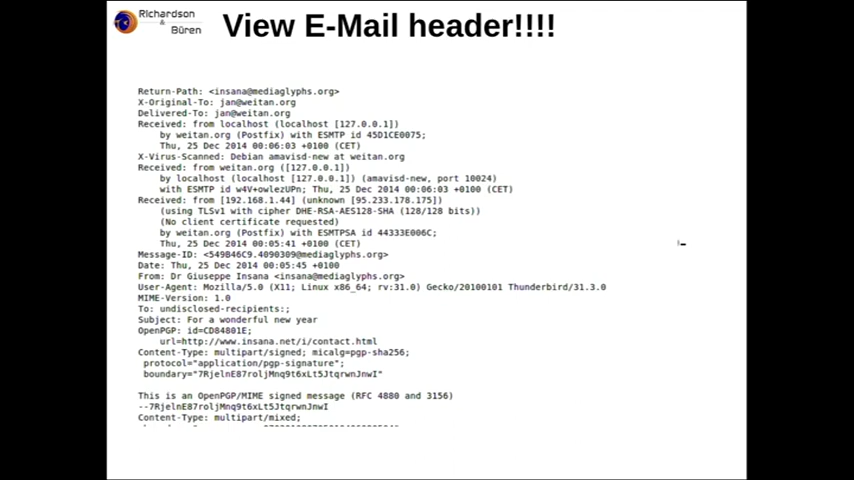 Richardson
&
Büren
View E-Mail header!!!!
Return-Path: <insana@mediaglyphs.org>
X-Original-To: jan@weitan.org
Delivered-To: jan@weitan.org
Received: from localhost (localhost [127.0.0.1])
by weitan.org (Postfix) with ESMTP id 45D1CE0075;
Thu, 25 Dec 2014 00:06:03 +0100 (CET)
X-Virus-Scanned: Debian amavisd-new at weitan.org
Received: from weitan.org ([127.0.0.1])
by localhost (localhost [127.0.0.1]) (amavisd-new, port 10024)
with ESMTP id w4V+owlezUPn; Thu, 25 Dec 2014 00:06:03 +0100 (CET)
Received: from [192.168.1.44] (unknown [95.233.178.175])
(using TLSv1 with cipher DHE-RSA-AES128-SHA (128/128 bits))
(No client certificate requested)
by weitan.org (Postfix) with ESMTPSA id 44333E006C;
Thu, 25 Dec 2014 00:05:41 +0100 (CET)
Message-ID: <549B46C9.4090309@mediaglyphs.org>
Date: Thu, 25 Dec 2014 00:05:45 +0100
From: Dr Giuseppe Insana <insana@mediaglyphs.org>
User-Agent: Mozilla/5.0 (X11; Linux x86_64; rv:31.0) Gecko/20100101 Thunderbird/31.3.0
MIME-Version: 1.0
To: undisclosed-recipients:;
Subject: For a wonderful new year
OpenPGP: id=CD84801E;
url=http://www.insana.net/i/contact.html
Content-Type: multipart/signed; micalg=pgp-sha256;
protocol="application/pgp-signature";
boundary="7RjelnE87roljMnq9t6xLt5JtqrwnJnwI"
This is an OpenPGP/MIME signed message (RFC 4880 and 3156)
--7RjelnE87roljMnq9t6xLt5JtqrwnJnwI
Content-Type: multipart/mixed;